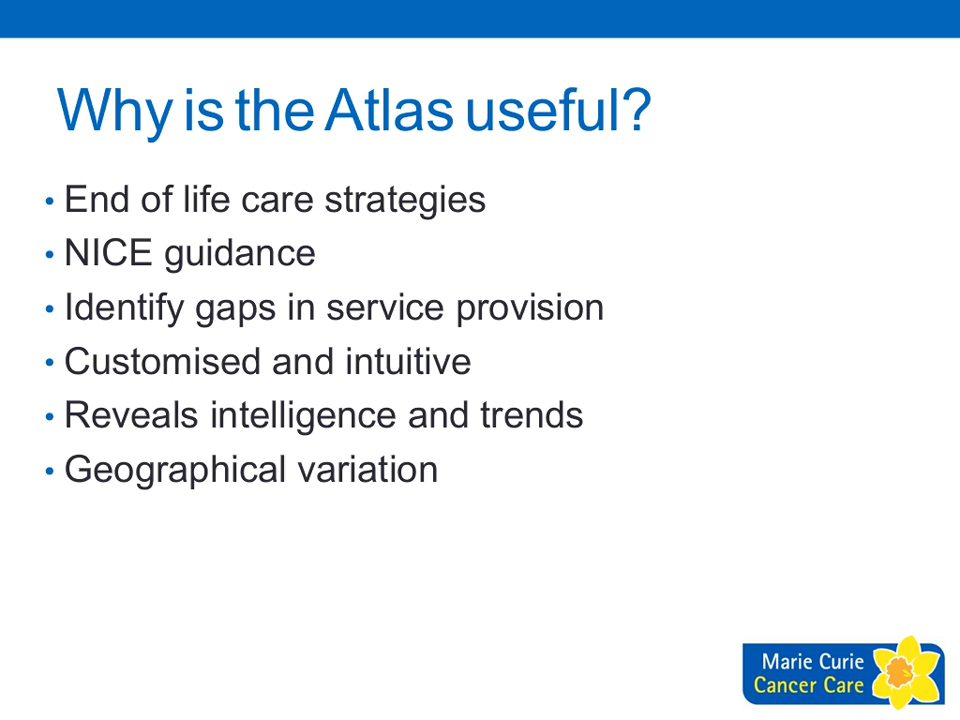 Why is the Atlas useful?
• End of life care strategies
• NICE guidance
• Identify gaps in service provision
• Customised and intuitive
• Reveals intelligence and trends
• Geographical variation
Marie Curie
Cancer Care